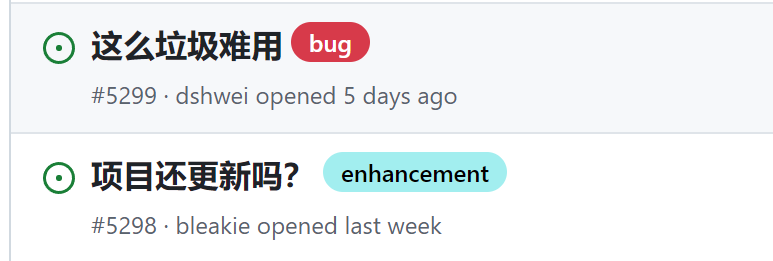 这么垃圾难用 bug
#5299 · dshwei opened 5 days ago
项目还更新吗？ enhancement
#5298 · bleakie opened last week